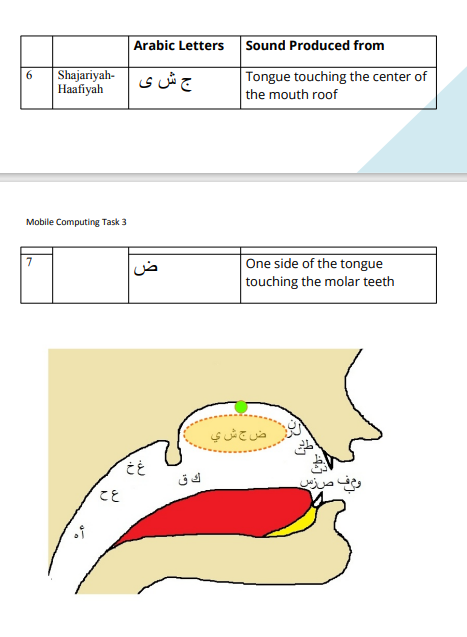 Arabic Letters
Sound Produced from
6
Shajariyah-
Haafiyah
ج ش ى
Tongue touching the center of
the mouth roof
Mobile Computing Task 3
7
ض
One side of the tongue
touching the molar teeth
ض ج ش ي
ل ن ر
ط د ت
غ خ
ك ق
ص ز س
ع ح
أ ه